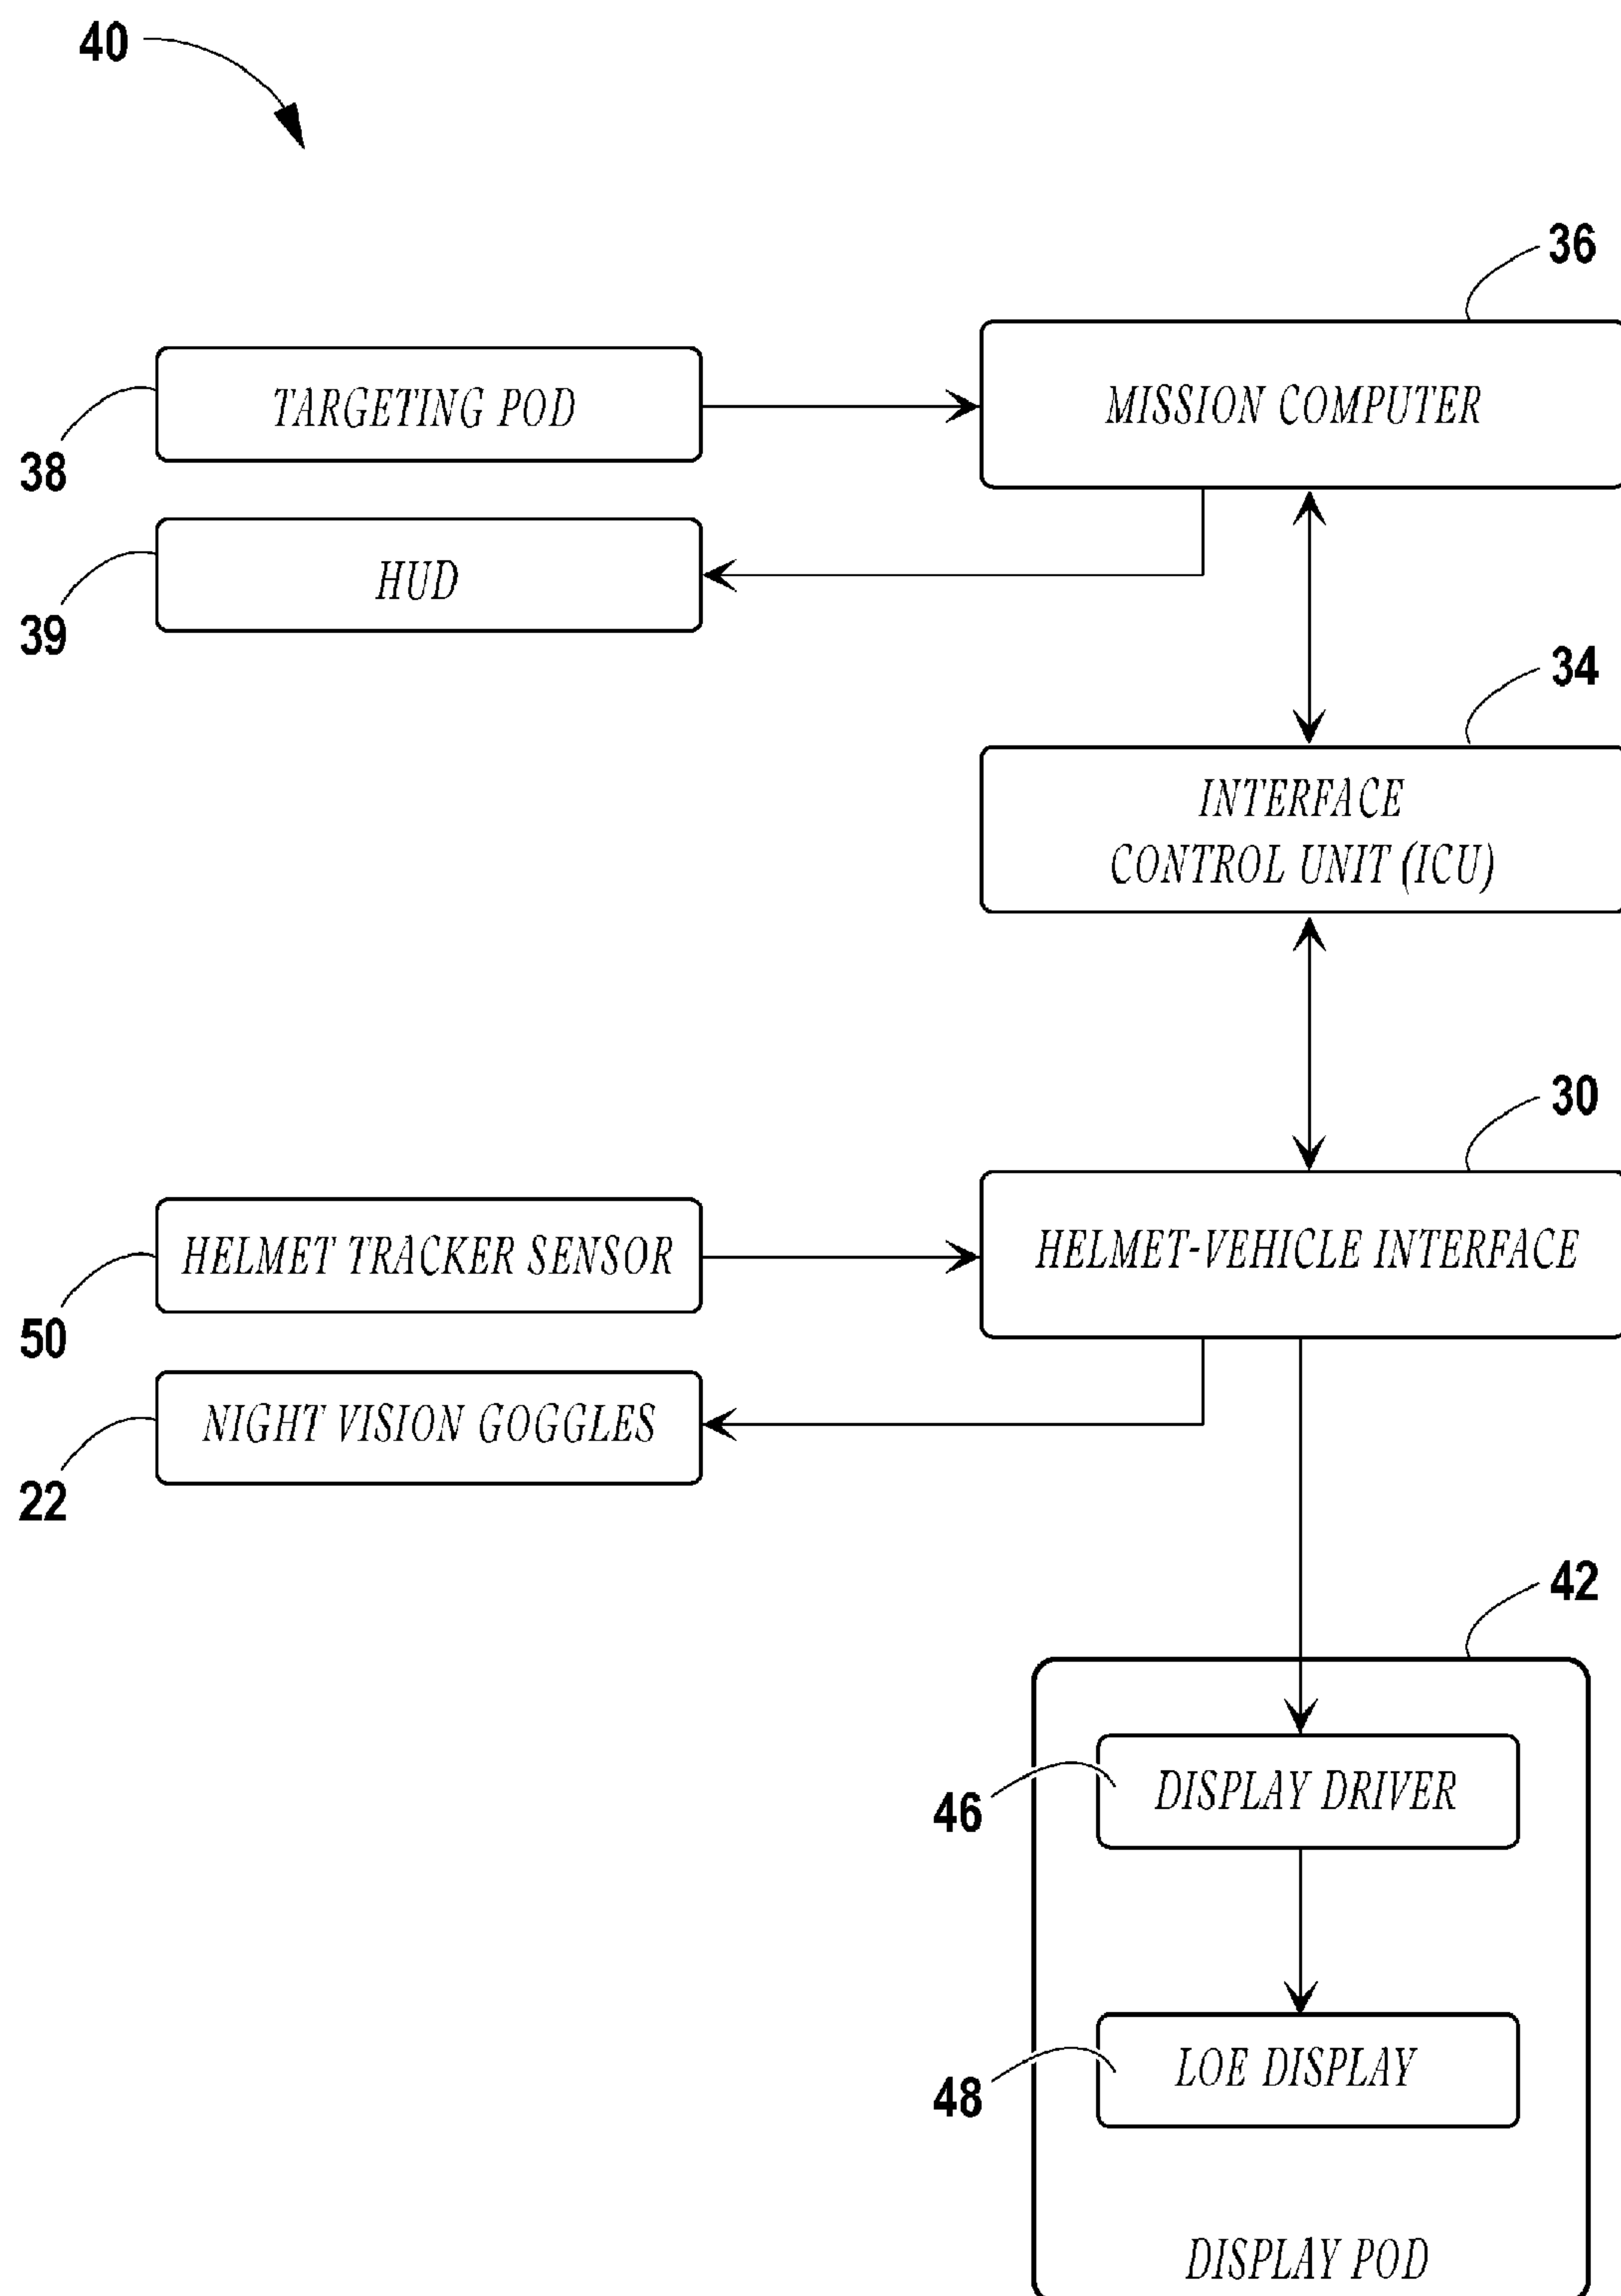 40
36
TARGETING POD
MISSION COMPUTER
38
HUD
39
34
INTERFACE
CONTROL UNIT (ICU)
30
HELMET TRACKER SENSOR
HELMET-VEHICLE INTERFACE
50
NIGHT VISION GOGGLES
22
42
DISPLAY DRIVER
46
LOE DISPLAY
48
DISPLAY POD